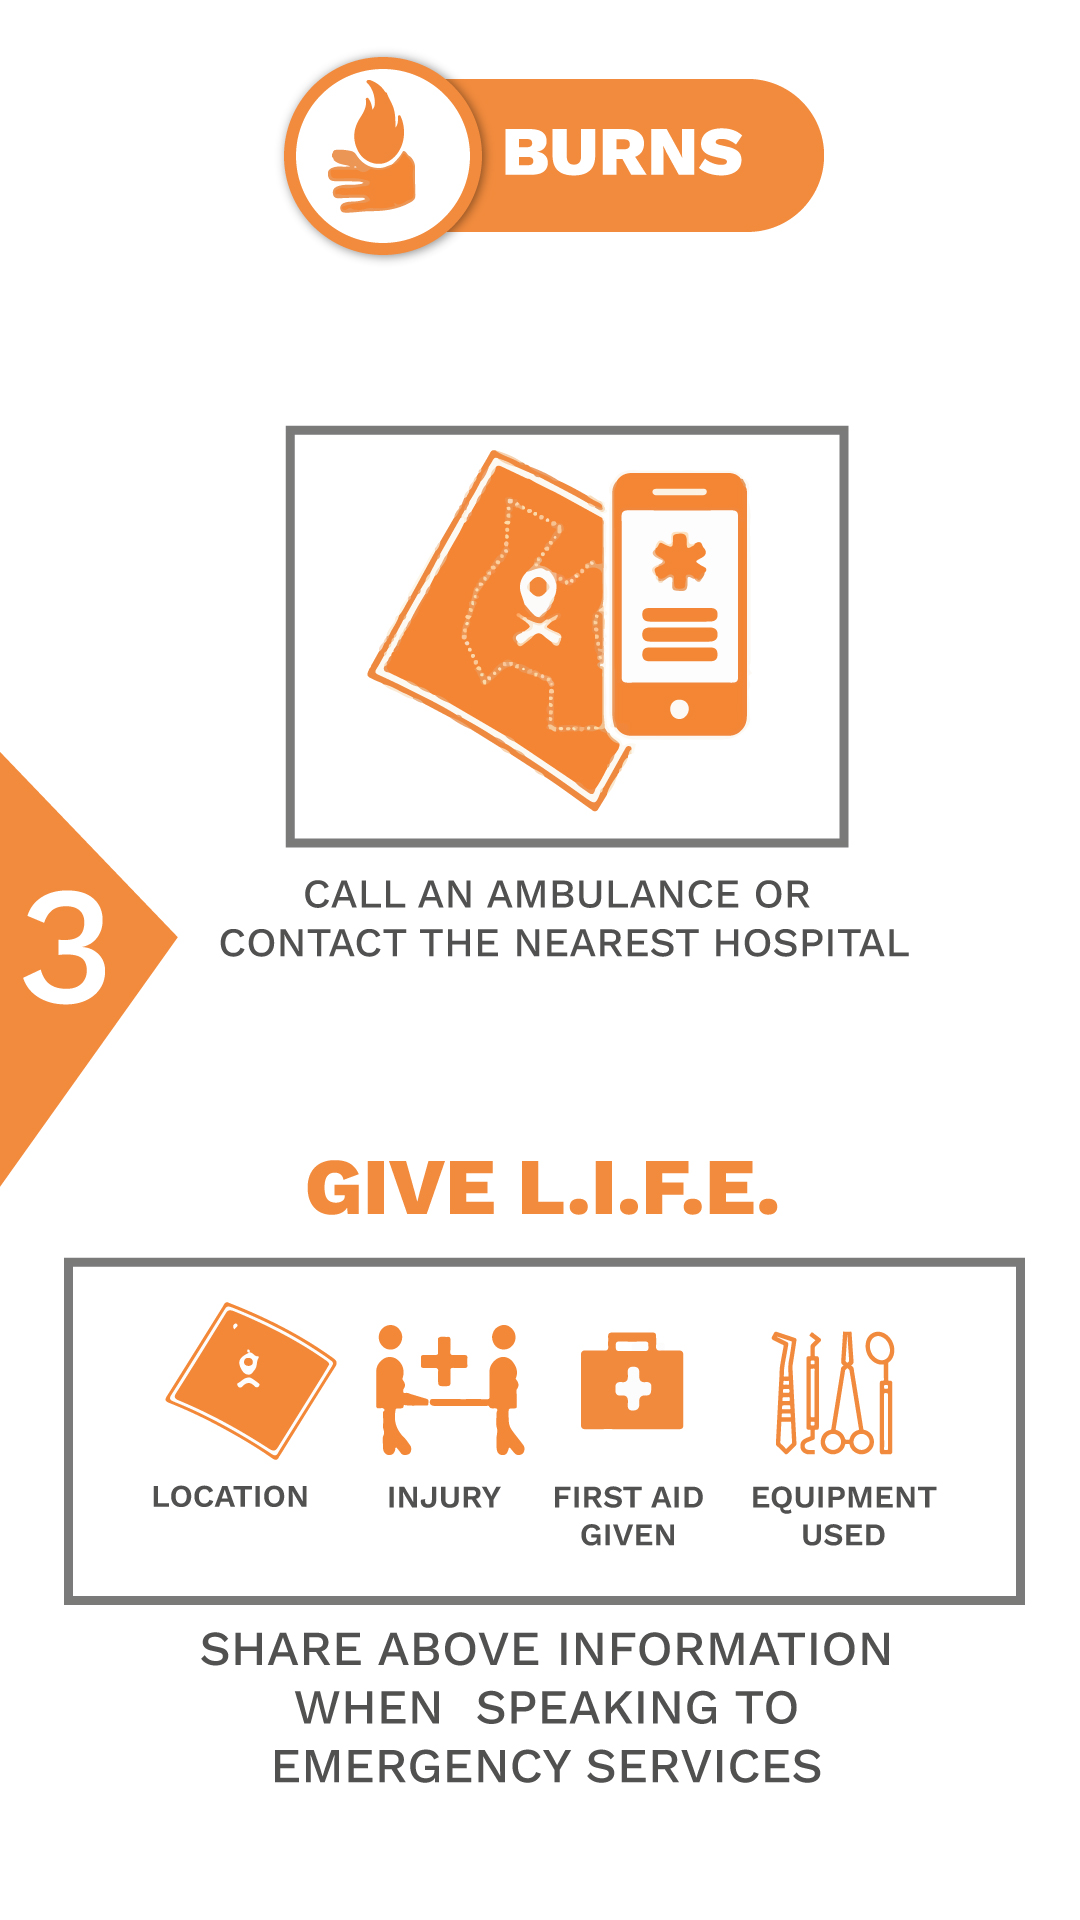 BURNS
CALL AN AMBULANCE OR
CONTACT THE NEAREST HOSPITAL
3
GIVE L.I.F.E.
LOCATION
INJURY
FIRST AID
GIVEN
EQUIPMENT
USED
SHARE ABOVE INFORMATION
WHEN SPEAKING TO
EMERGENCY SERVICES